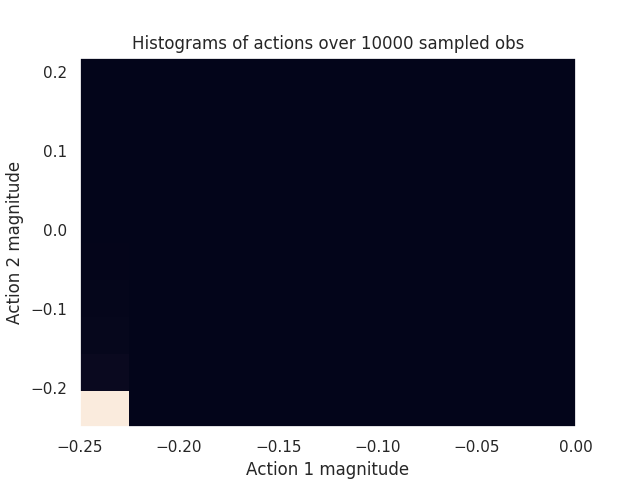 Histograms of actions over 10000 sampled obs
0.2
0.1
0.0
−0.1
−0.2
Action 2 magnitude
−0.25 −0.20 −0.15 −0.10 −0.05 0.00
Action 1 magnitude